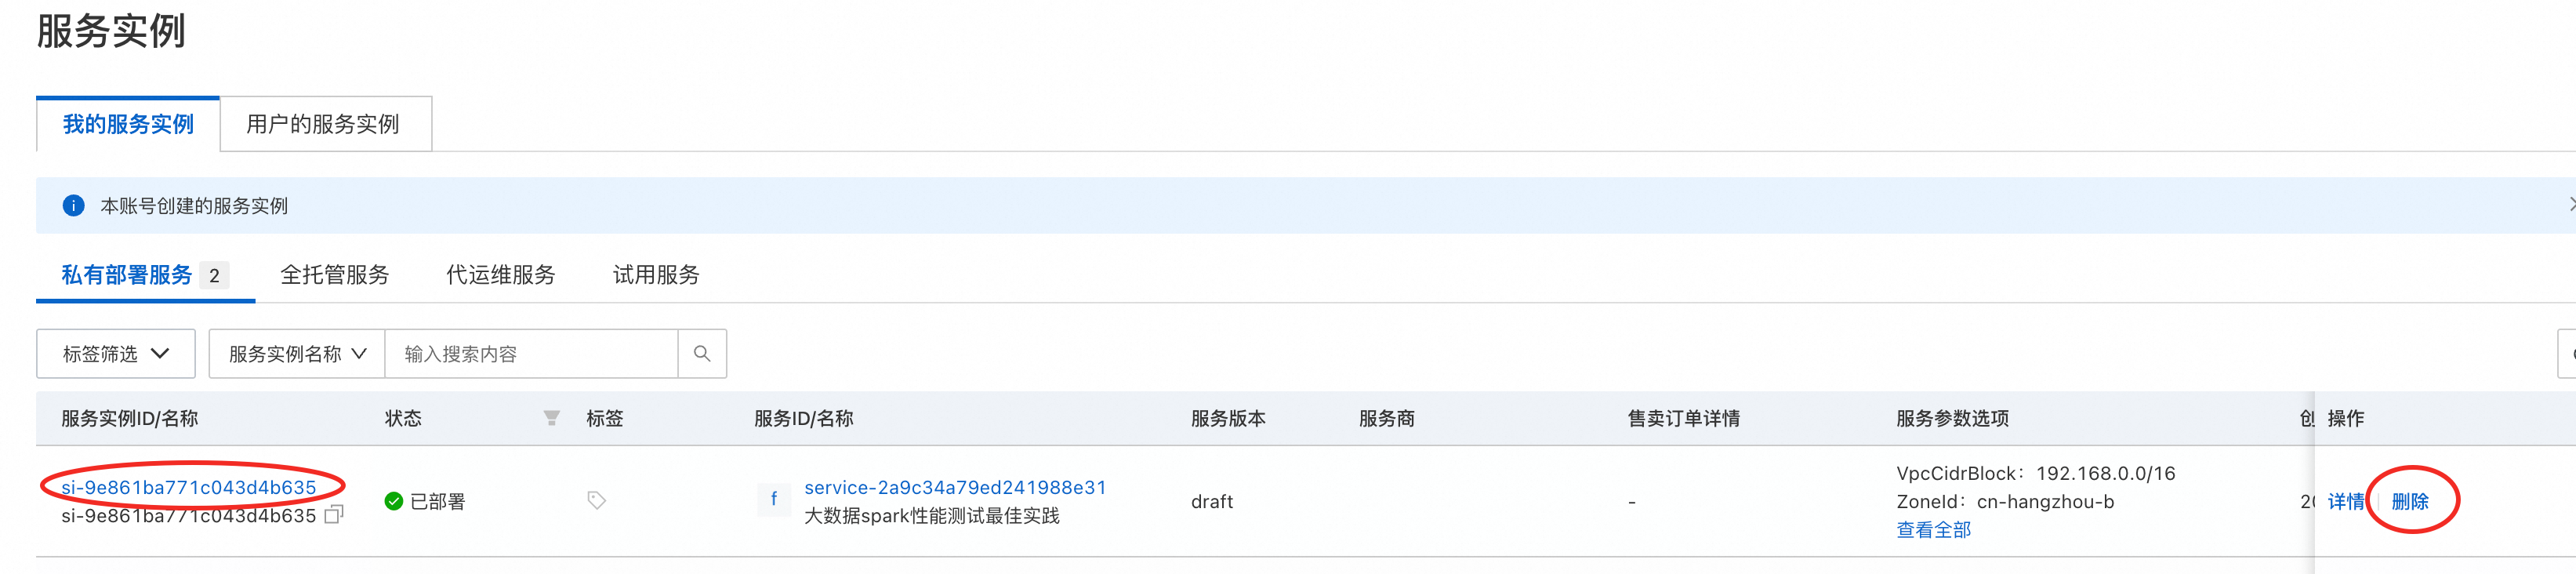 服务实例
我的服务实例 用户的服务实例
本账号创建的服务实例
私有部署服务 2 全托管服务 代运维服务 试用服务
标签筛选 服务实例名称 输入搜索内容
服务实例ID/名称 状态 标签 服务ID/名称 服务版本 服务商 售卖订单详情 服务参数选项 操作
si-9e861ba771c043d4b635
si-9e861ba771c043d4b635
已部署
f
service-2a9c34a79ed241988e31
大数据spark性能测试最佳实践
draft
-
VpcCidrBlock：192.168.0.0/16
ZoneId：cn-hangzhou-b
查看全部
详情 删除